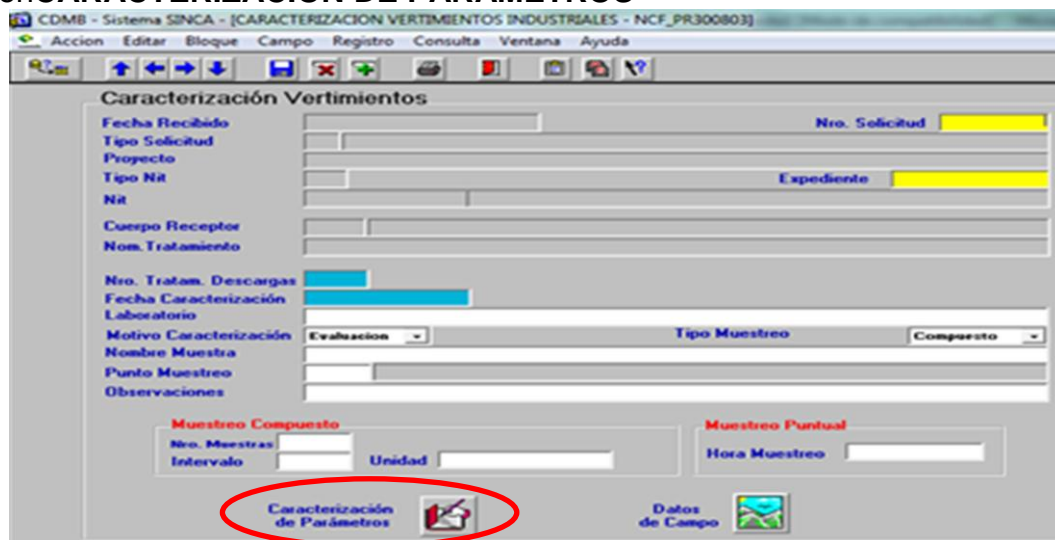 CARACTERIZACION DE PARAMETROS
CDMB - Sistema SINCA - [CARACTERIZACION VERTIMIENTOS INDUSTRIALES - NCF_PR300803]
Accion Editar Bloque Campo Registro Consulta Ventana Ayuda
Caracterización Vertimientos
Fecha Recibido Nro. Solicitud
Tipo Solicitud
Proyecto
Tipo Nit Expediente
Nit
Cuerpo Receptor
Nom. Tratamiento
Nro. Tratam. Descargas
Fecha Caracterización
Laboratorio
Motivo Caracterización Evaluacion Tipo Muestreo Compuesto
Nombre Muestra
Punto Muestreo
Observaciones
Muestreo Compuesto Muestreo Puntual
Nro. Muestras
Intervalo Unidad Hora Muestreo
Caracterización Datos
de Parámetros de Campo